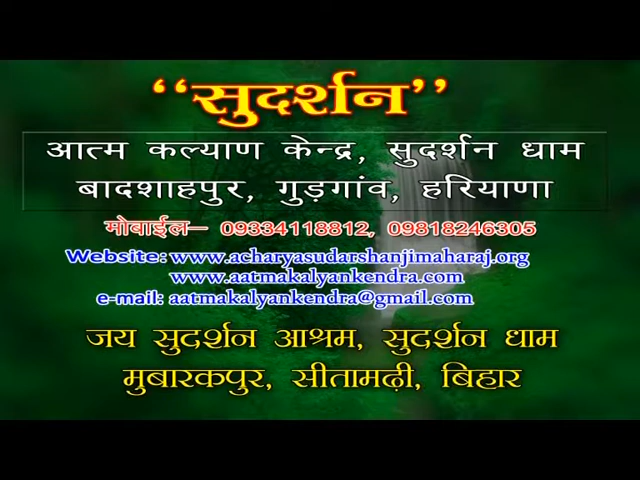 ‘‘सुदर्शन’’
आत्म कल्याण केन्द्र, सुदर्शन धाम
बादशाहपुर, गुड़गांव, हरियाणा
मोबाईल– 09334118812, 09818246305
Website: www.acharyasudarshanjimaharaj.org
www.aatmakalyankendra.com
e-mail: aatmakalyankendra@gmail.com
जय सुदर्शन आश्रम, सुदर्शन धाम
मुबारकपुर, सीतामढ़ी, बिहार